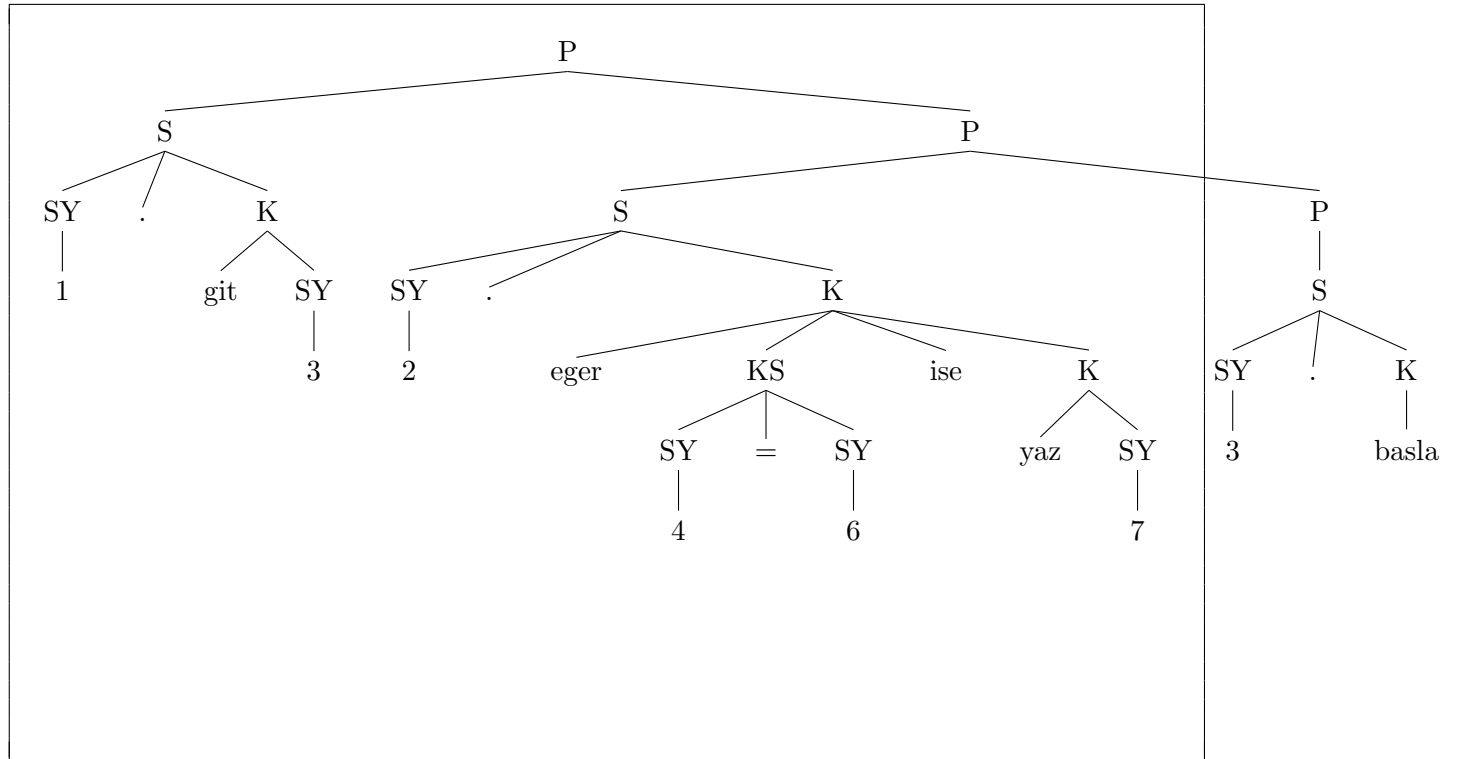 P
S P
SY . K S P
1 git SY SY . K S
3 2 eger KS ise K SY . K
SY = SY yaz SY 3 basla
4 6 7